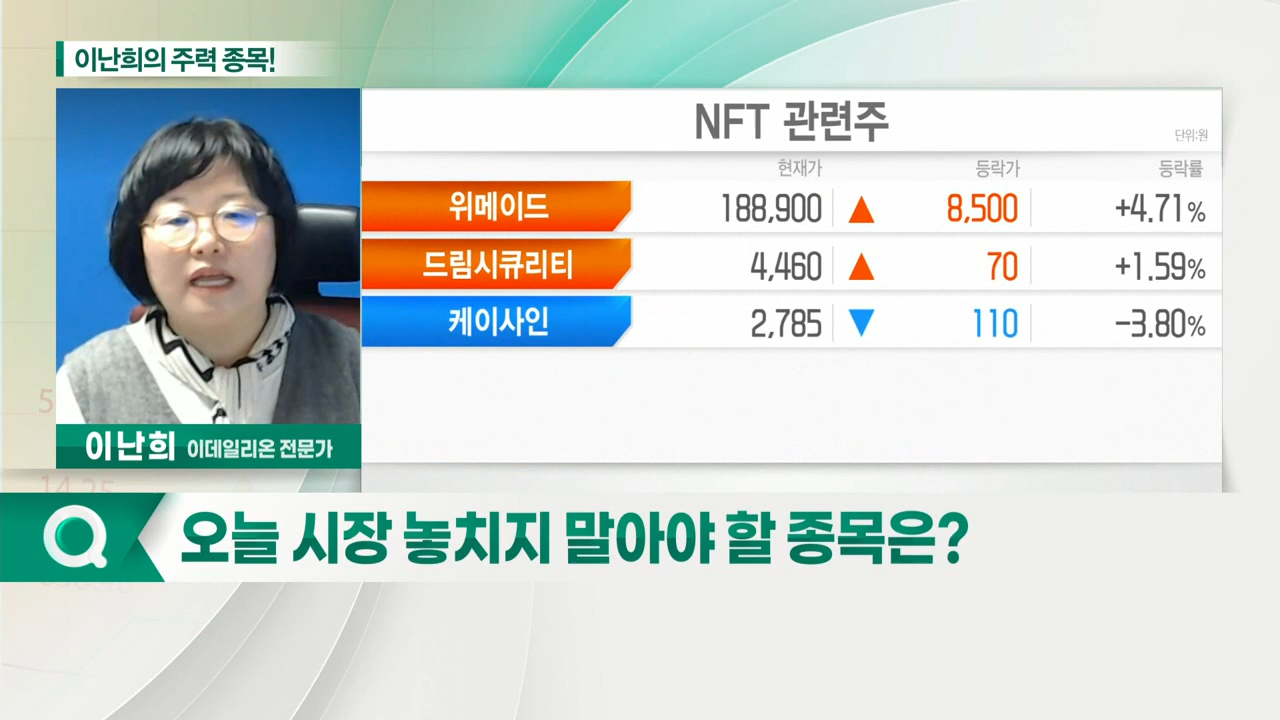 이난희의 주력 종목!
NFT 관련주
단위:원
현재가 등락가 등락률
위메이드 188,900 ▲ 8,500 +4.71%
드림시큐리티 4,460 ▲ 70 +1.59%
케이사인 2,785 ▼ 110 -3.80%
이난희 이데일리온 전문가
Q 오늘 시장 놓치지 말아야 할 종목은?